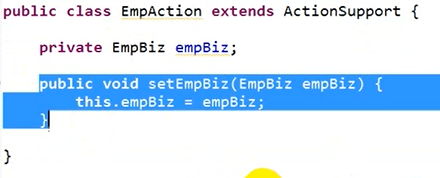 public class EmpAction extends ActionSupport {
private EmpBiz empBiz;
public void setEmpBiz(EmpBiz empBiz) {
this.empBiz = empBiz;
}
}